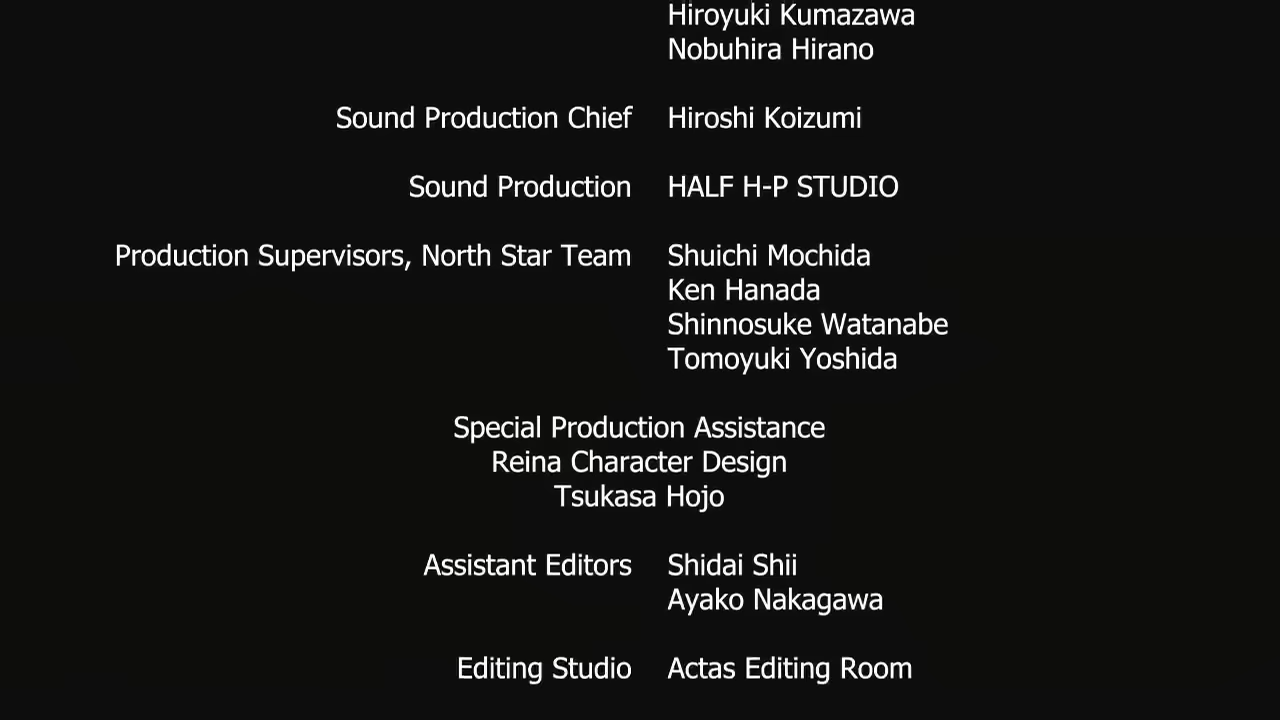 Hiroyuki Kumazawa
Nobuhira Hirano
Sound Production Chief Hiroshi Koizumi
Sound Production HALF H-P STUDIO
Production Supervisors, North Star Team Shuichi Mochida
Ken Hanada
Shinnosuke Watanabe
Tomoyuki Yoshida
Special Production Assistance
Reina Character Design
Tsukasa Hojo
Assistant Editors Shidai Shii
Ayako Nakagawa
Editing Studio Actas Editing Room